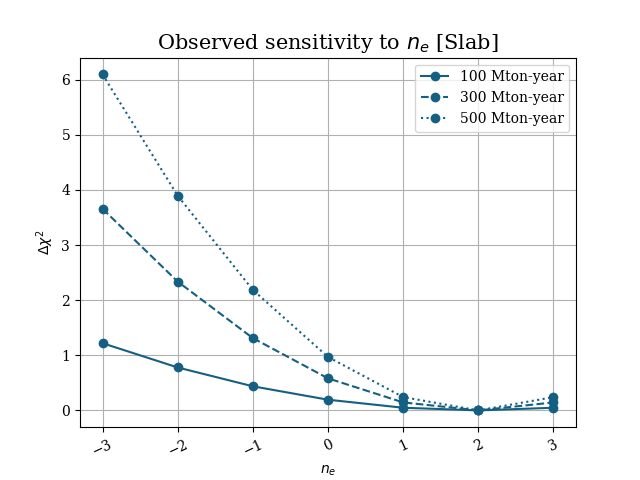 Observed sensitivity to $n_e$ [Slab]
100 Mton-year
300 Mton-year
500 Mton-year
6
5
4
3
2
1
0
$\Delta\chi^2$
−3
−2
−1
0
1
2
3
$n_e$